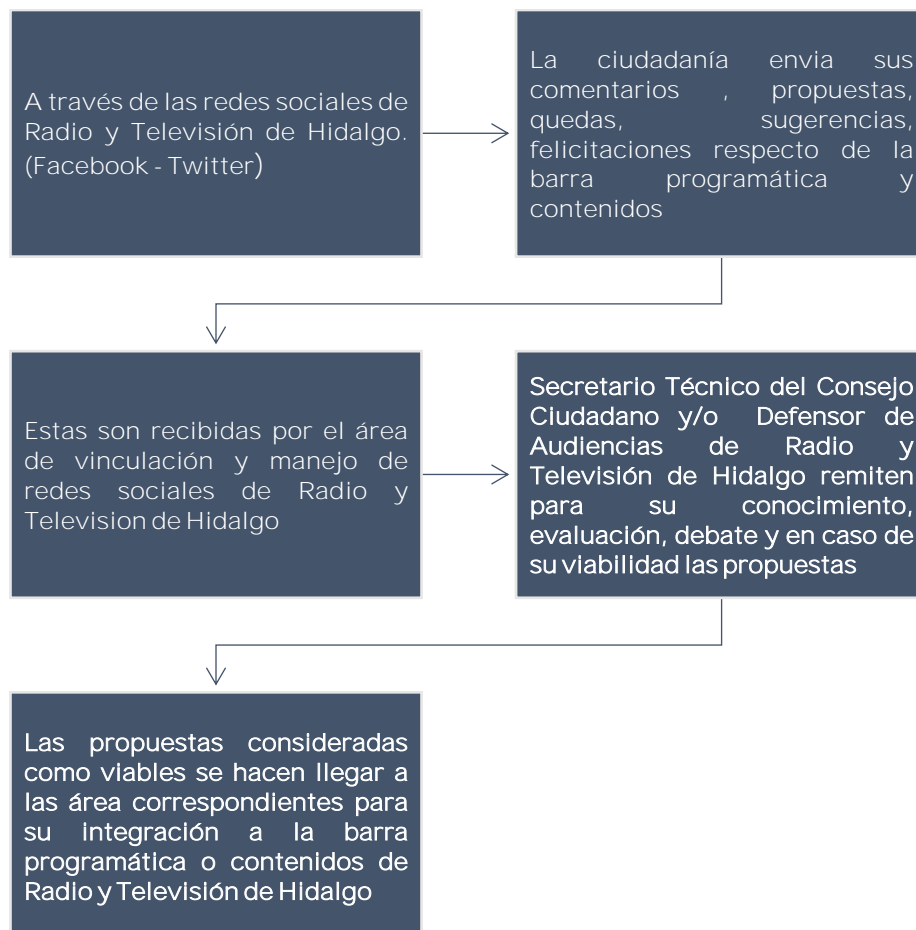 A través de las redes sociales de
Radio y Televisión de Hidalgo.
(Facebook - Twitter)
La ciudadanía envia sus
comentarios , propuestas,
quedas, sugerencias,
felicitaciones respecto de la
barra programática y
contenidos
Estas son recibidas por el área
de vinculación y manejo de
redes sociales de Radio y
Television de Hidalgo
Secretario Técnico del Consejo
Ciudadano y/o Defensor de
Audiencias de Radio y
Televisión de Hidalgo remiten
para su conocimiento,
evaluación, debate y en caso de
su viabilidad las propuestas
Las propuestas consideradas
como viables se hacen llegar a
las área correspondientes para
su integración a la barra
programática o contenidos de
Radio y Televisión de Hidalgo